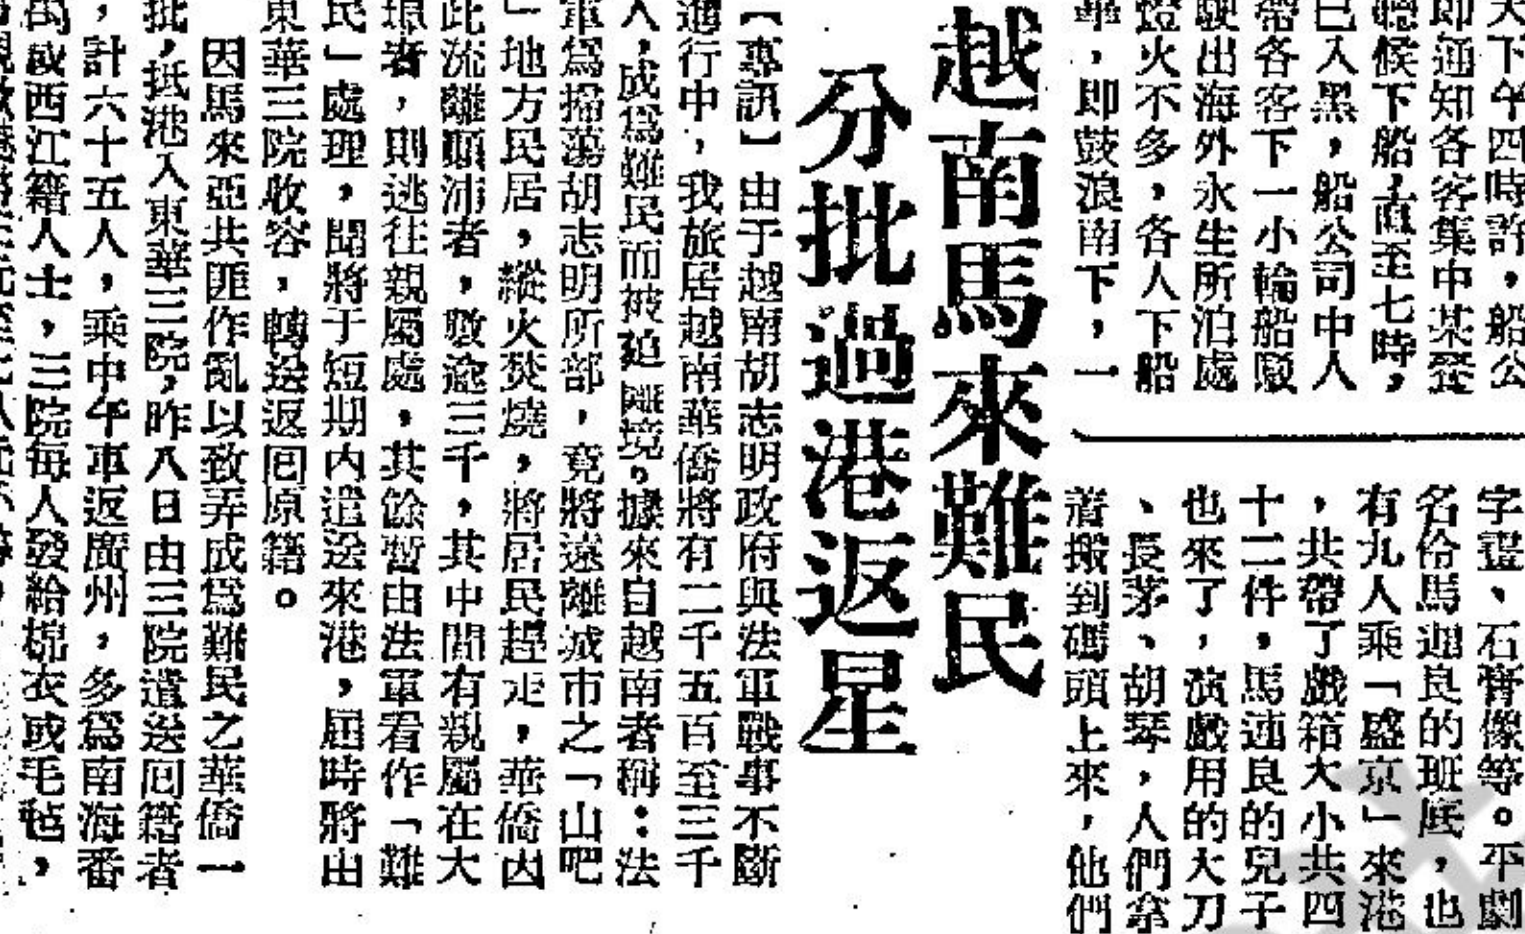 天下午四時許，船公
即通知各客集中某
聽候下船，直至七時，
已入黑，船公司中人
帶各客下一小輪船駁
駛出海外永生所泊處
燈火不多，各人下船
畢，即鼓浪南下，一
字畫、石膏像等。平劇
名伶馬連良的班底，也
有九人乘「盛京」來港
，共帶了戲箱大小共四
十二件，馬連良的兒子
也來了，演戲用的大刀
、長茅、胡琴，人們拿
着搬到碼頭上來，他們
越南馬來難民
分批過港返星
【專訊】由于越南胡志明政府與法軍戰事不斷
進行中，我旅居越南華僑將有二千五百至三千
人，成爲難民而被迫離境。據來自越南者稱：法
軍爲掃蕩胡志明所部，竟將遠離城市之「山吧
」地方民居，縱火焚燒，將居民趕走，華僑因
此流離顛沛者，數逾三千，其中間有親屬在大
埠者，則逃往親屬處，其餘暫由法軍看作「難
民」處理，聞將于短期内遣送來港，屆時將由
東華三院收容，轉送返囘原籍。
因馬來亞共匪作亂以致弄成爲難民之華僑一
批，抵港入東華三院，昨八日由三院遣送囘籍者
，計六十五人，乘中午車返廣州，多爲南海番
禺或西江籍人士，三院每人發給棉衣或毛毡，